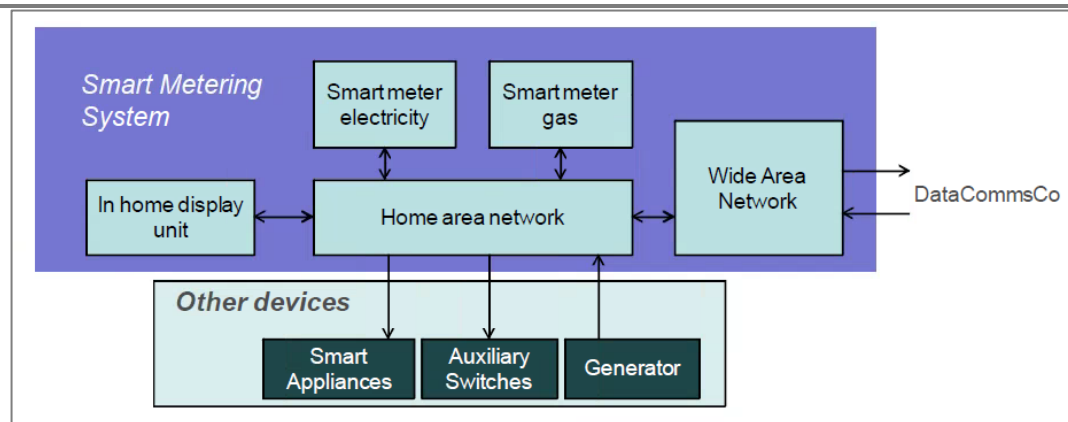 Smart Metering
System
Smart meter
electricity
Smart meter
gas
Wide Area
Network
DataCommsCo
In home display
unit
Home area network
Other devices
Smart
Appliances
Auxiliary
Switches
Generator